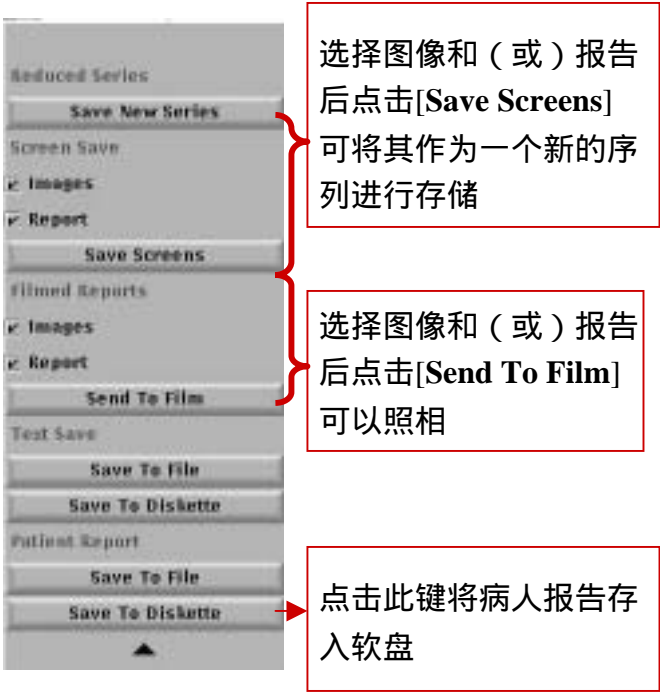 Reduced Series
Save New Series
Screen Save
Images
Report
Save Screens
Filmed Reports
Images
Report
Send To Film
Text Save
Save To File
Save To Diskette
Patient Report
Save To File
Save To Diskette
选择图像和（或）报告
后点击[Save Screens]
可将其作为一个新的序
列进行存储
选择图像和（或）报告
后点击[Send To Film]
可以照相
点击此键将病人报告存
入软盘